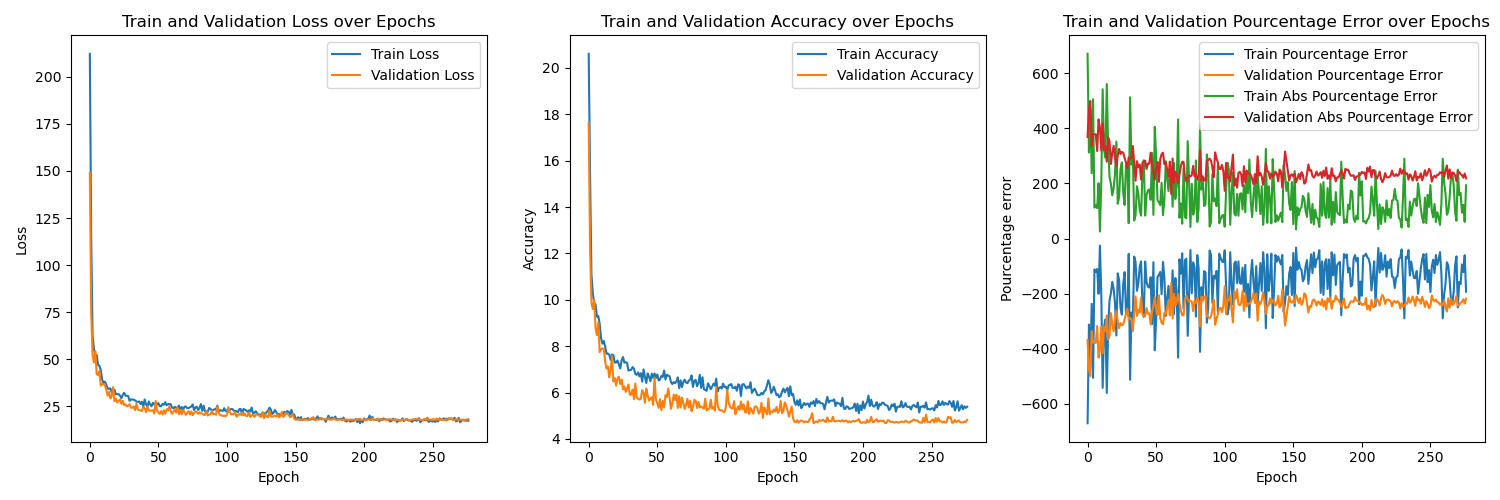 Train and Validation Loss over Epochs
Train Loss
Validation Loss
200
175
150
125
100
75
50
25
Loss
0 50 100 150 200 250
Epoch
Train and Validation Accuracy over Epochs
Train Accuracy
Validation Accuracy
20
18
16
14
12
10
8
6
4
Accuracy
0 50 100 150 200 250
Epoch
Train and Validation Pourcentage Error over Epochs
Train Pourcentage Error
Validation Pourcentage Error
Train Abs Pourcentage Error
Validation Abs Pourcentage Error
600
400
200
0
−200
−400
−600
Pourcentage error
0 50 100 150 200 250
Epoch